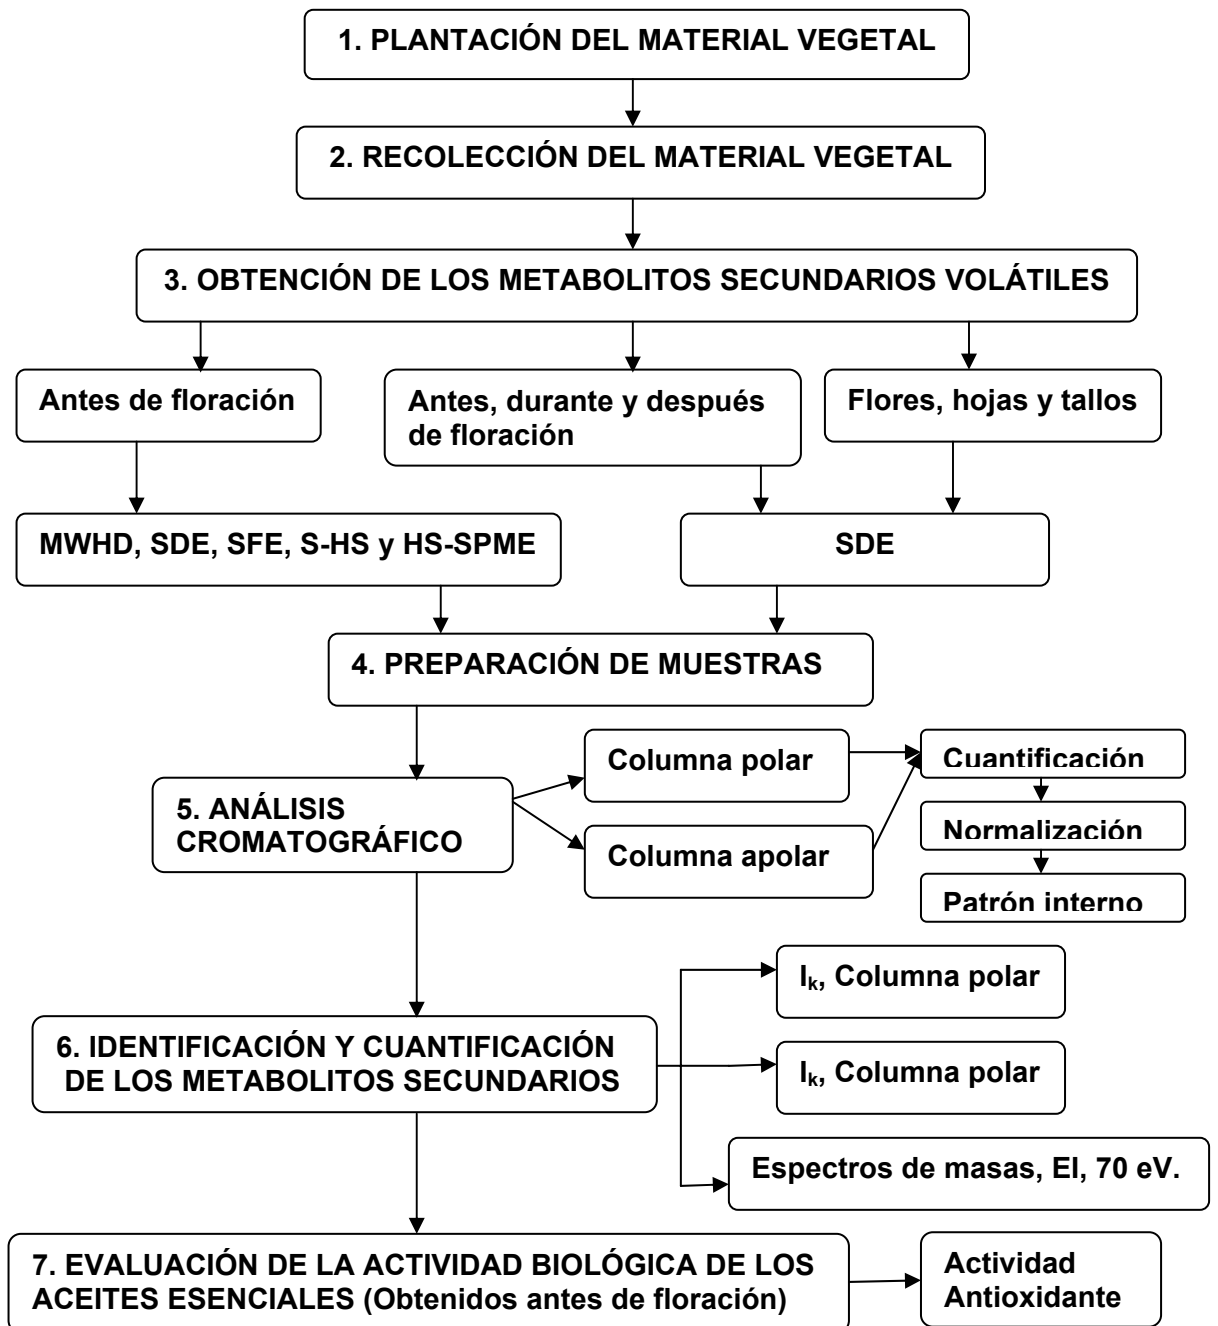 1. PLANTACIÓN DEL MATERIAL VEGETAL
2. RECOLECCIÓN DEL MATERIAL VEGETAL
3. OBTENCIÓN DE LOS METABOLITOS SECUNDARIOS VOLÁTILES
Antes de floración
Antes, durante y después
de floración
Flores, hojas y tallos
MWHD, SDE, SFE, S-HS y HS-SPME
SDE
4. PREPARACIÓN DE MUESTRAS
5. ANÁLISIS
CROMATOGRÁFICO
Columna polar
Columna apolar
Cuantificación
Normalización
Patrón interno
6. IDENTIFICACIÓN Y CUANTIFICACIÓN
DE LOS METABOLITOS SECUNDARIOS
Ik, Columna polar
Ik, Columna polar
Espectros de masas, EI, 70 eV.
7. EVALUACIÓN DE LA ACTIVIDAD BIOLÓGICA DE LOS
ACEITES ESENCIALES (Obtenidos antes de floración)
Actividad
Antioxidante